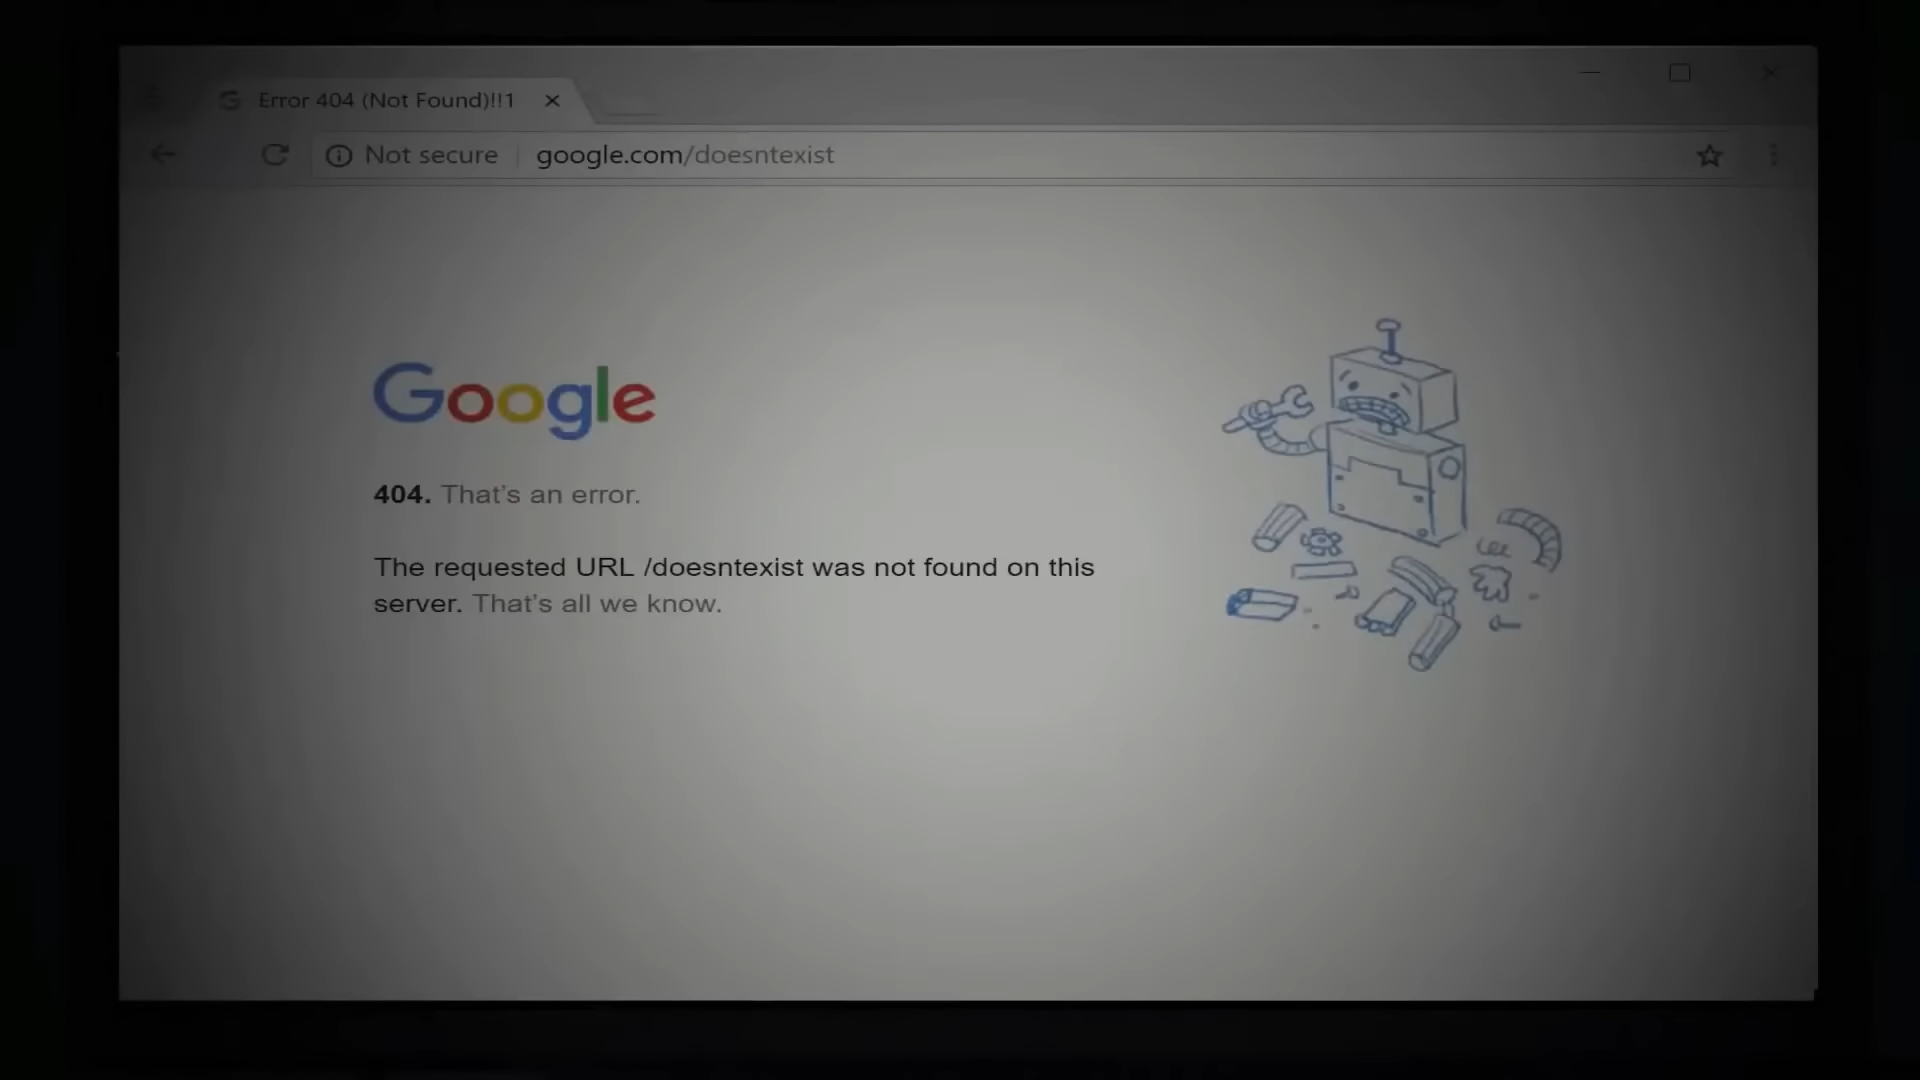 Error 404 (Not Found)!!1
Not secure google.com/doesntexist
Google
404. That's an error.
The requested URL /doesntexist was not found on this
server. That's all we know.